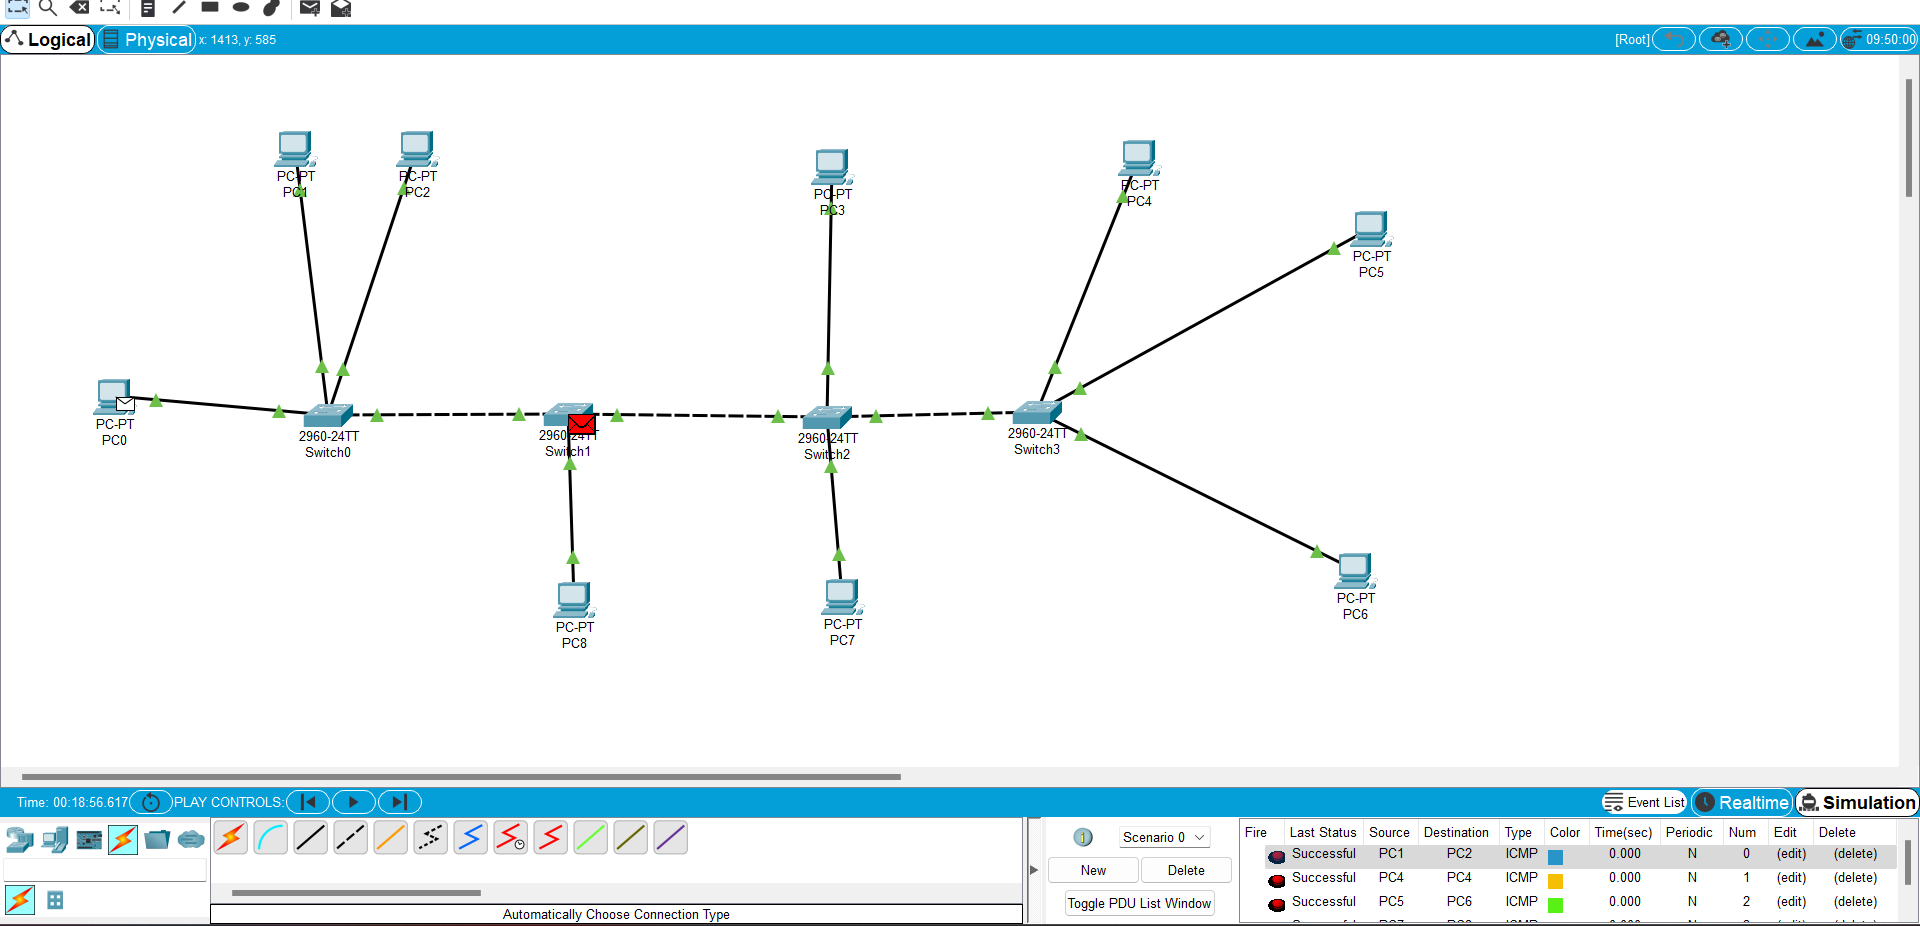 Logical Physical x: 1413, y: 585 [Root] 09:50:00
PC-PT
PC1
PC-PT
PC2
PC-PT
PC3
PC-PT
PC4
PC-PT
PC5
PC-PT
PC0
2960-24TT
Switch0
2960-24TT
Switch1
2960-24TT
Switch2
2960-24TT
Switch3
PC-PT
PC8
PC-PT
PC7
PC-PT
PC6
Time: 00:18:56.617 PLAY CONTROLS: Event List Realtime Simulation
Scenario 0
New Delete
Toggle PDU List Window
Fire Last Status Source Destination Type Color Time(sec) Periodic Num Edit Delete
Successful PC1 PC2 ICMP 0.000 N 0 (edit) (delete)
Successful PC4 PC4 ICMP 0.000 N 1 (edit) (delete)
Successful PC5 PC6 ICMP 0.000 N 2 (edit) (delete)
Automatically Choose Connection Type